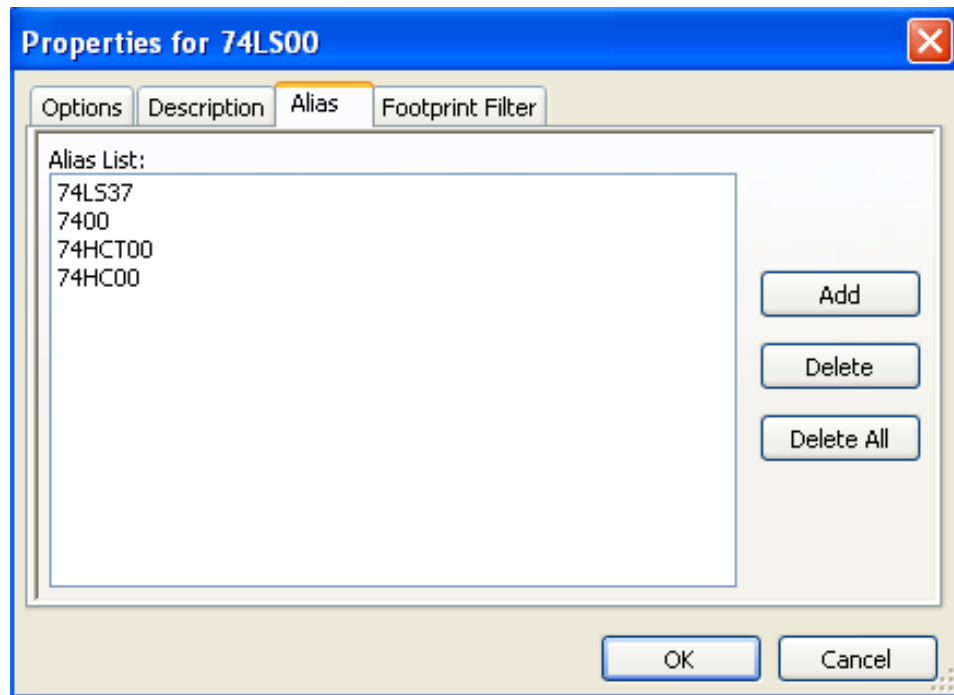 Properties for 74LS00
Options Description Alias Footprint Filter
Alias List:
74LS37
7400
74HCT00
74HC00
Add
Delete
Delete All
OK Cancel